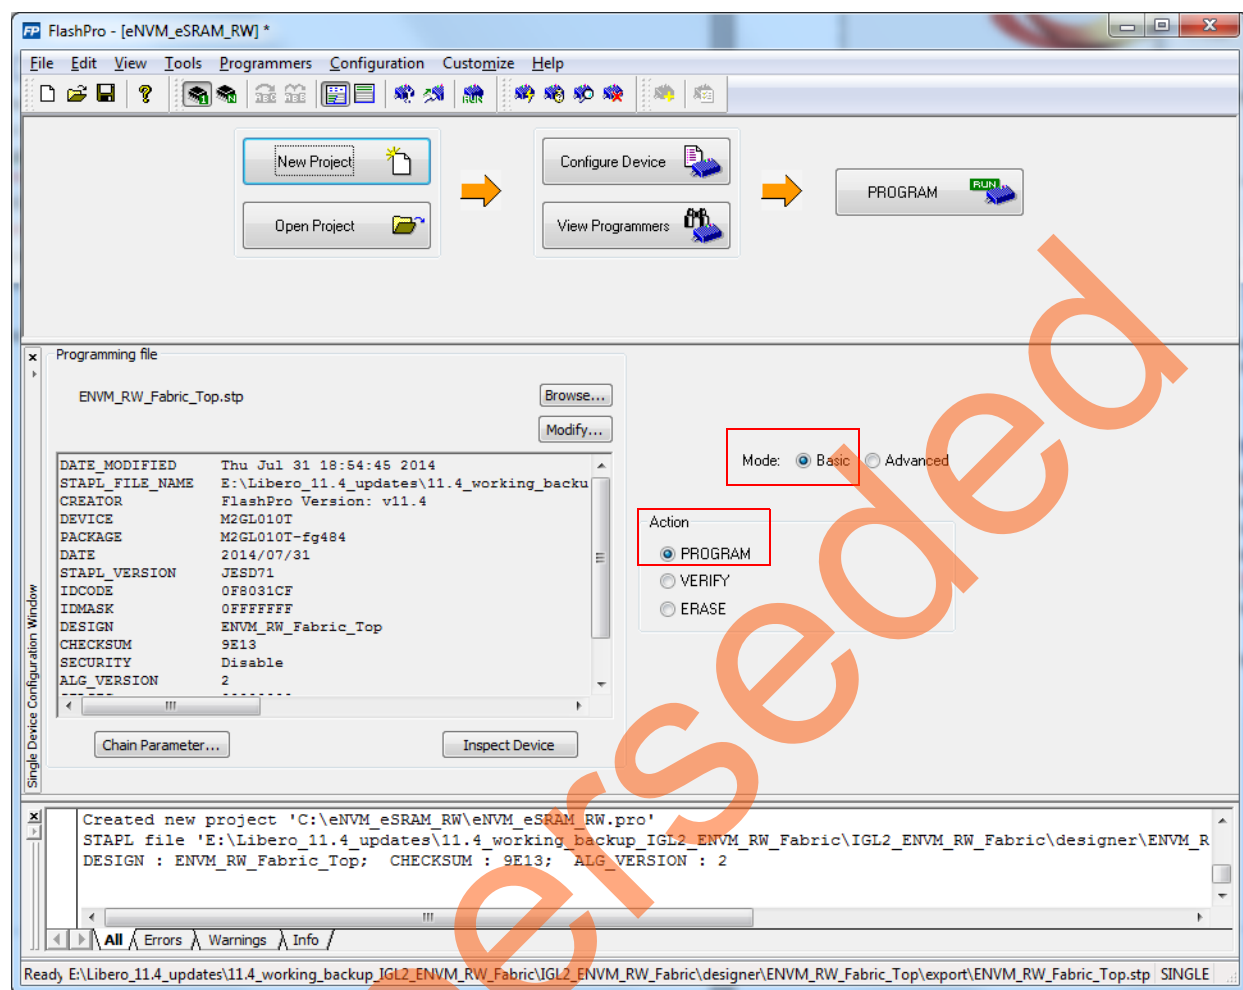 FlashPro - [eNVM_eSRAM_RW] *
File Edit View Tools Programmers Configuration Customize Help
New Project
Configure Device
PROGRAM
RUN
Open Project
View Programmers
Programming file
ENVM_RW_Fabric_Top.stp
Browse...
Modify...
DATE_MODIFIED Thu Jul 31 18:54:45 2014
STAPL_FILE_NAME E:\Libero_11.4_updates\11.4_working_backu
CREATOR FlashPro Version: v11.4
DEVICE M2GL010T
PACKAGE M2GL010T-fg484
DATE 2014/07/31
STAPL_VERSION JESD71
IDCODE 0F8031CF
IDMASK 0FFFFFFF
DESIGN ENVM_RW_Fabric_Top
CHECKSUM 9E13
SECURITY Disable
ALG_VERSION 2
Chain Parameter...
Inspect Device
Mode: Basic Advanced
Action
PROGRAM
VERIFY
ERASE
Single Device Configuration Window
Created new project 'C:\eNVM_eSRAM_RW\eNVM_eSRAM_RW.pro'
STAPL file 'E:\Libero_11.4_updates\11.4_working_backup_IGL2_ENVM_RW_Fabric\IGL2_ENVM_RW_Fabric\designer\ENVM_R
DESIGN : ENVM_RW_Fabric_Top; CHECKSUM : 9E13; ALG_VERSION : 2
All Errors Warnings Info
Ready E:\Libero_11.4_updates\11.4_working_backup_IGL2_ENVM_RW_Fabric\IGL2_ENVM_RW_Fabric\designer\ENVM_RW_Fabric_Top\export\ENVM_RW_Fabric_Top.stp SINGLE
erseded